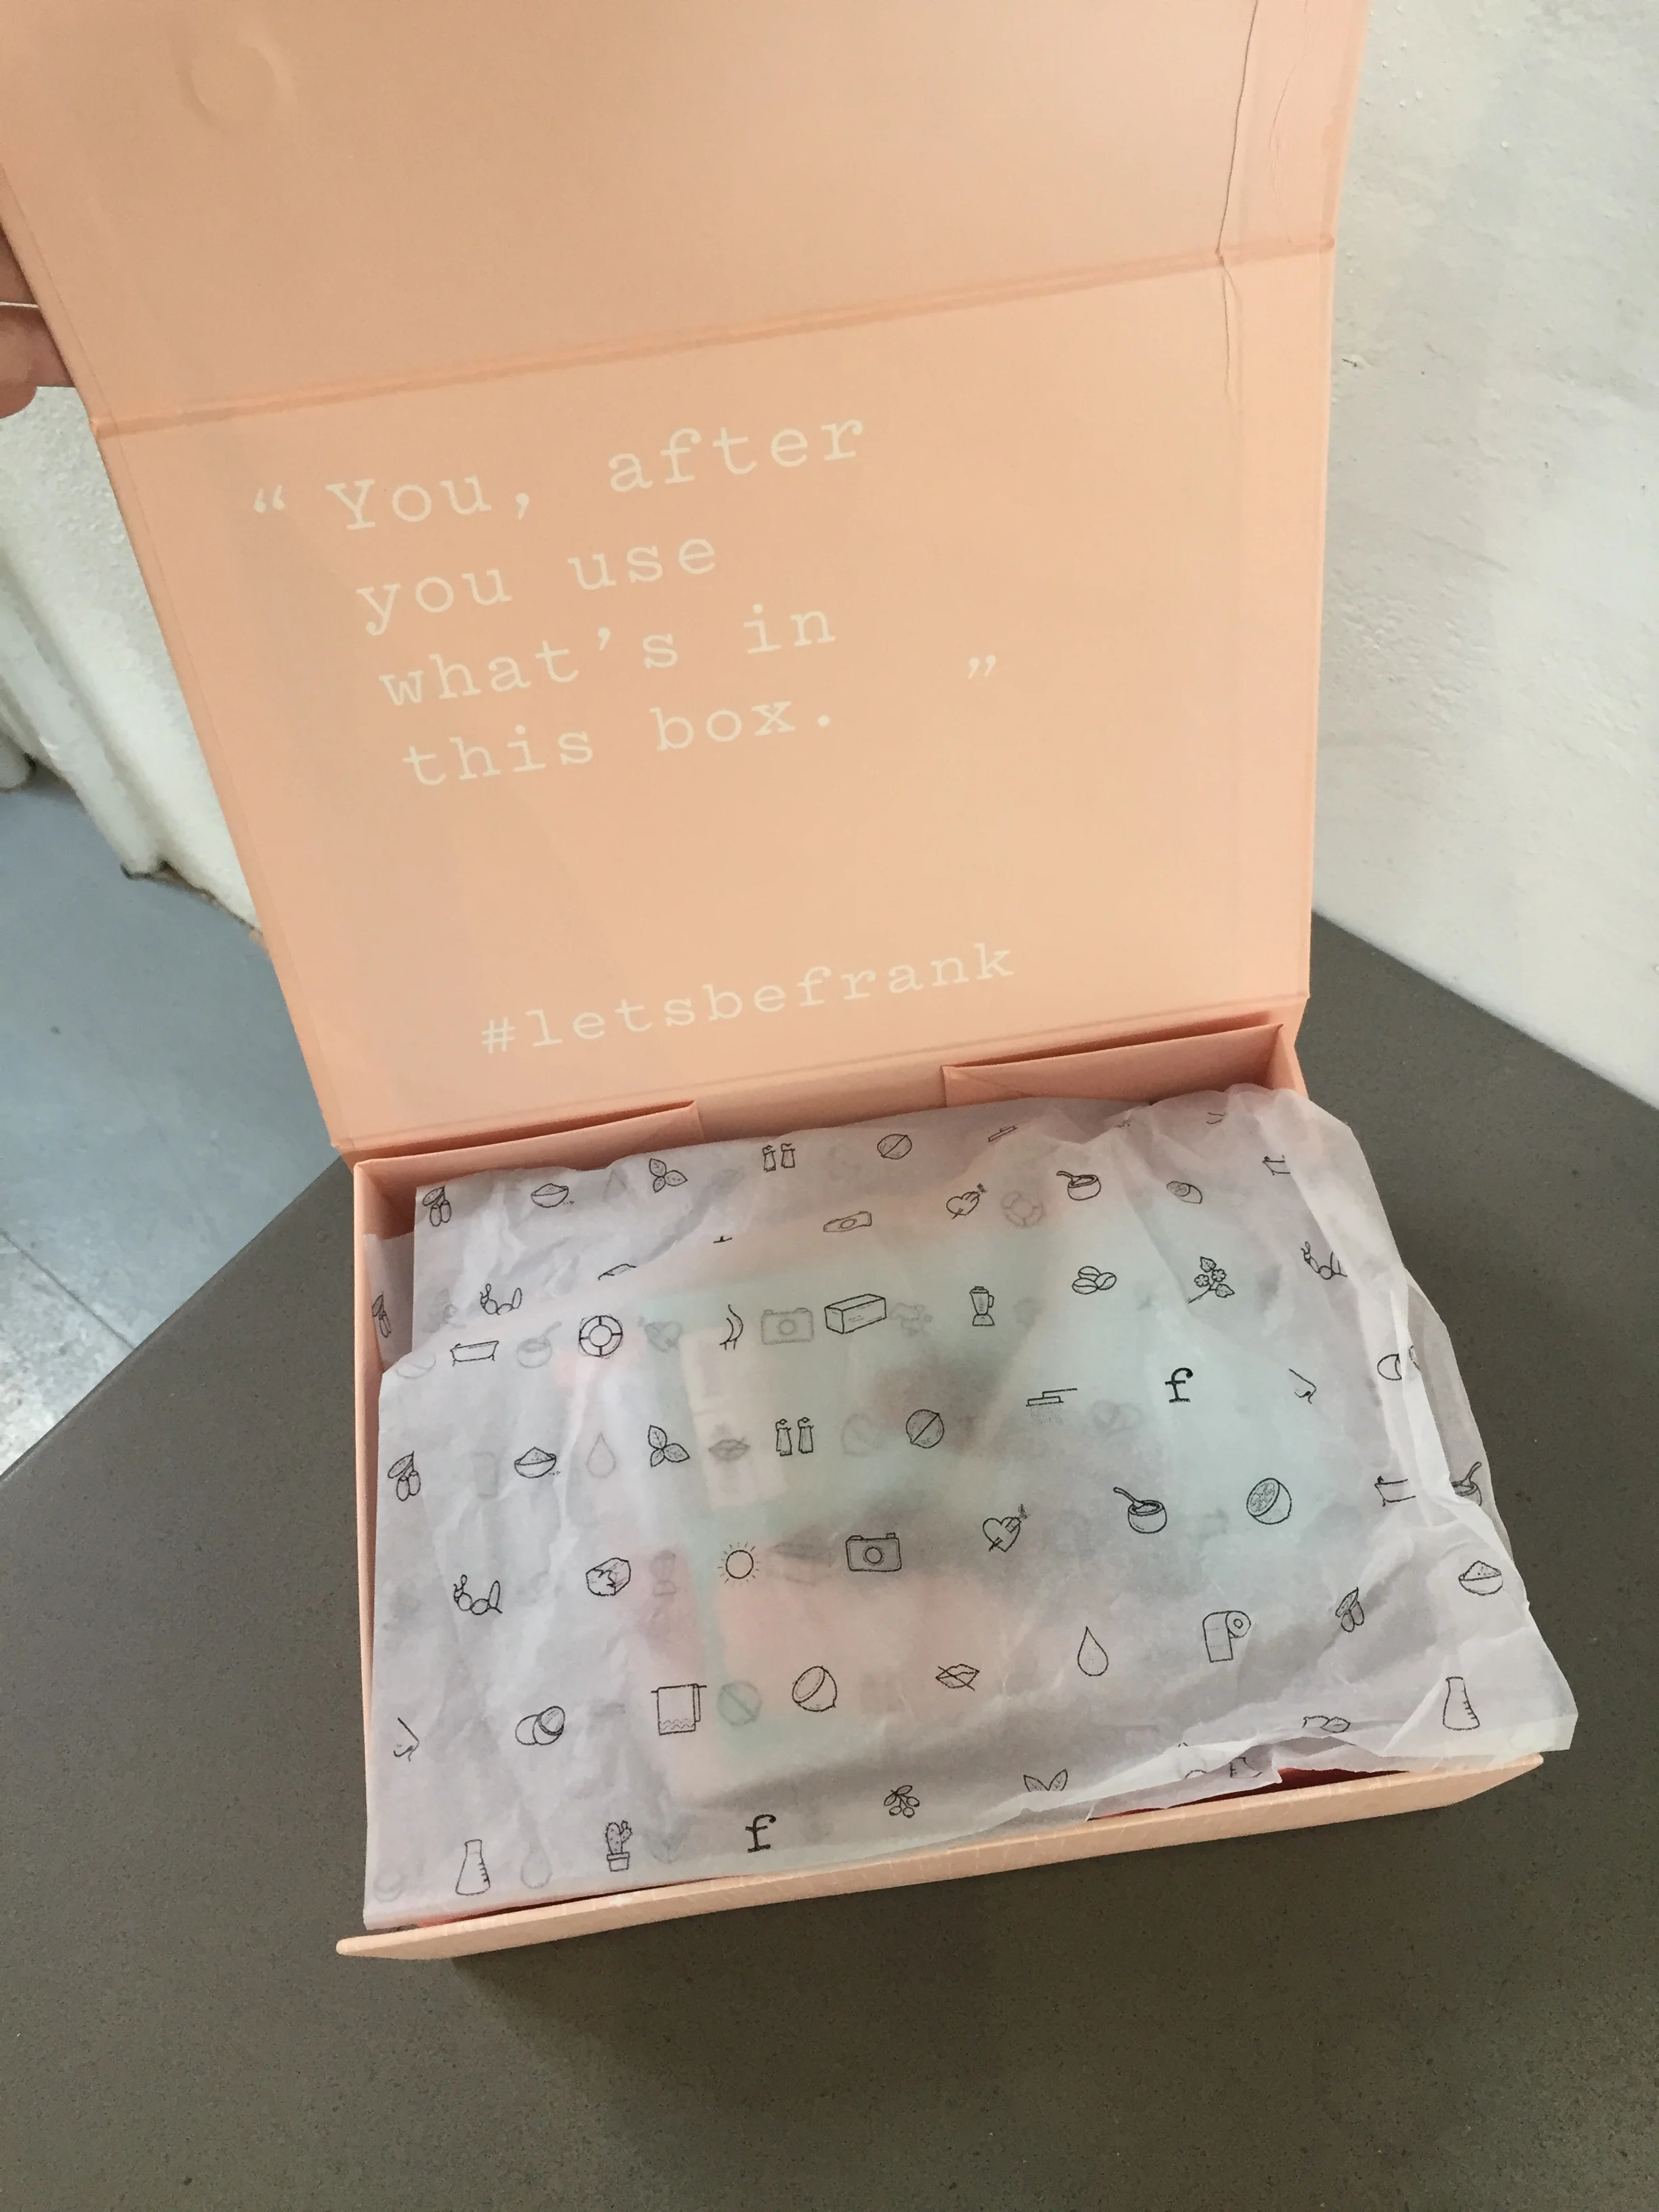 “ You, after
you use
what’s in
this box. ”
#letsbefrank
f
f